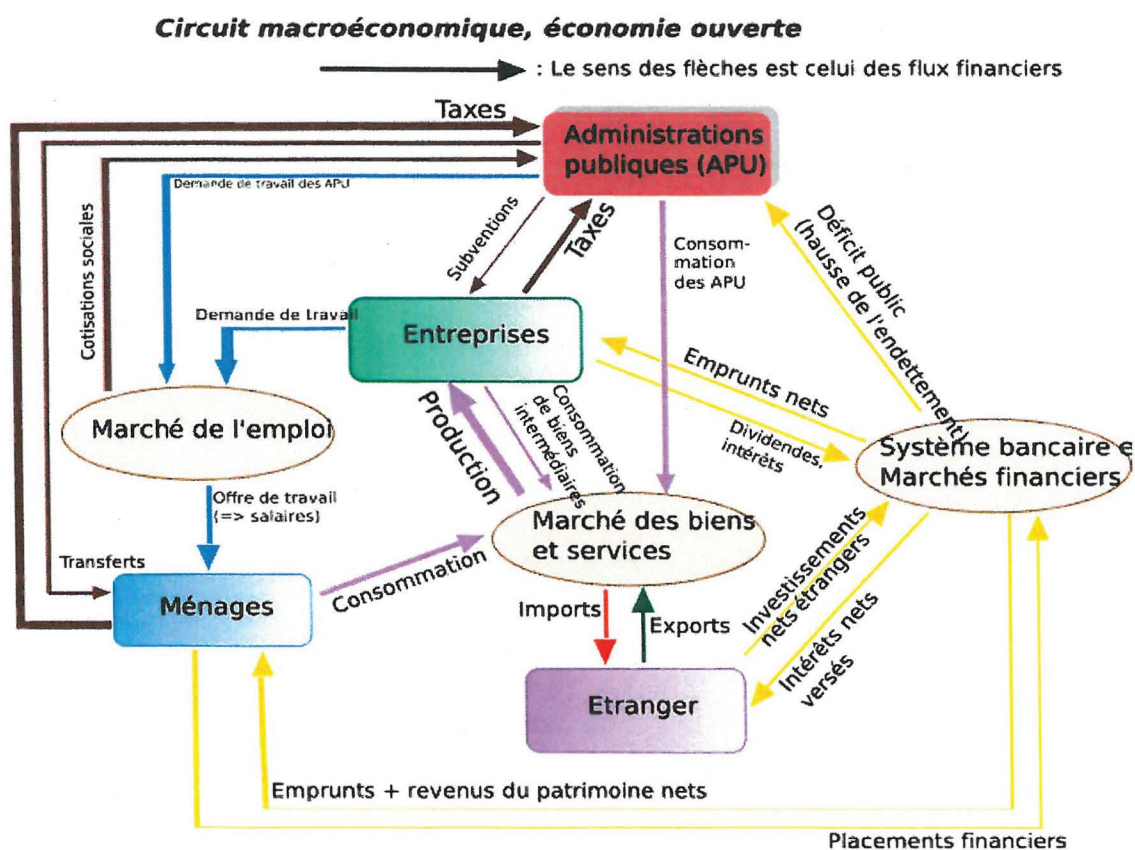 Circuit macroéconomique, économie ouverte
: Le sens des flèches est celui des flux financiers
Taxes
Administrations
publiques (APU)
Demande de travail des APU
Cotisations sociales
Subventions
Taxes
Consom-
mation
des APU
Déficit public
(hausse de l'endettement)
Demande de travail
Entreprises
Emprunts nets
Dividendes,
intérêts
Marché de l'emploi
Production
Consommation
de biens
intermédiaires
Système bancaire e
Marchés financiers
Offre de travail
(=> salaires)
Marché des biens
et services
Transferts
Ménages
Consommation
Imports
Exports
Investissements
nets étrangers
Intérêts nets
versés
Etranger
Emprunts + revenus du patrimoine nets
Placements financiers